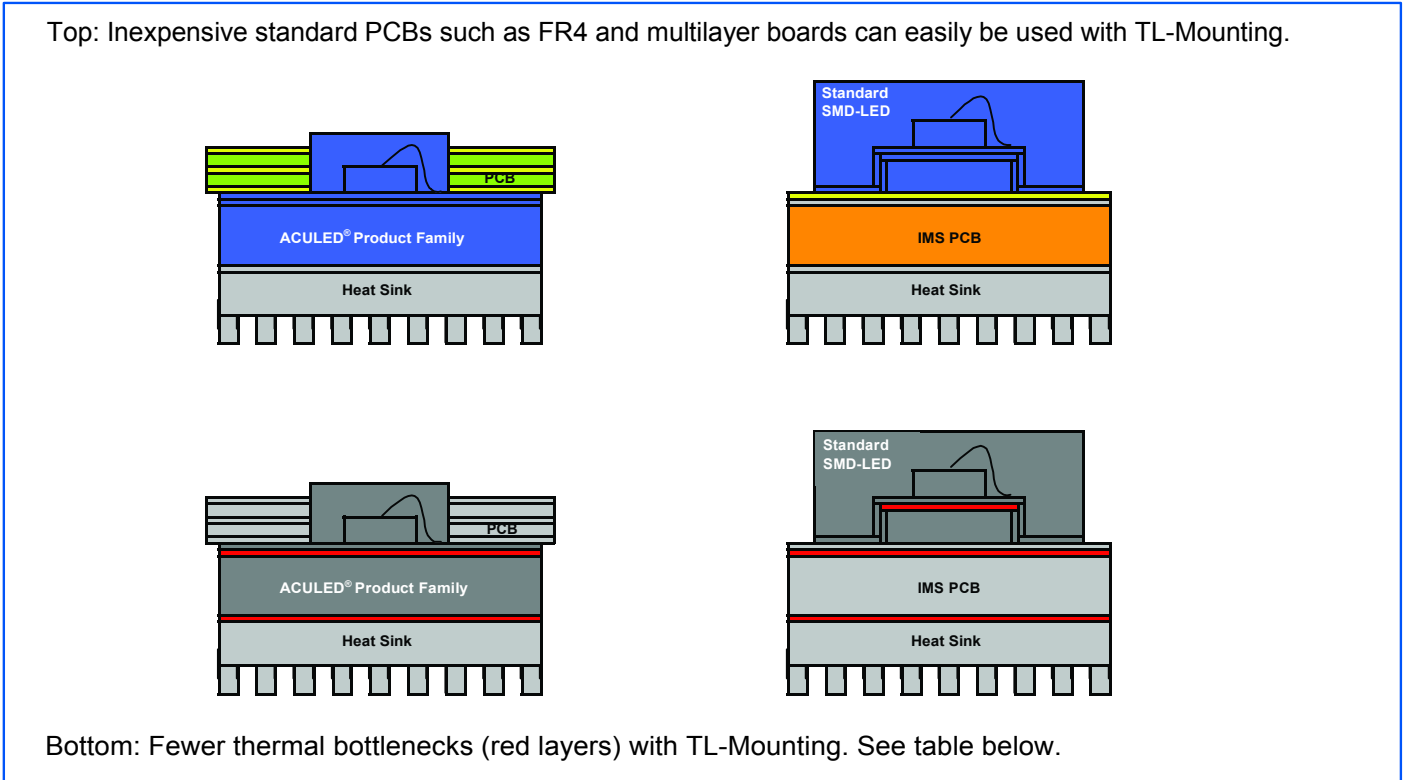 Top: Inexpensive standard PCBs such as FR4 and multilayer boards can easily be used with TL-Mounting.
Standard
SMD-LED
PCB
ACULED® Product Family
IMS PCB
Heat Sink
Heat Sink
Standard
SMD-LED
PCB
ACULED® Product Family
IMS PCB
Heat Sink
Heat Sink
Bottom: Fewer thermal bottlenecks (red layers) with TL-Mounting. See table below.